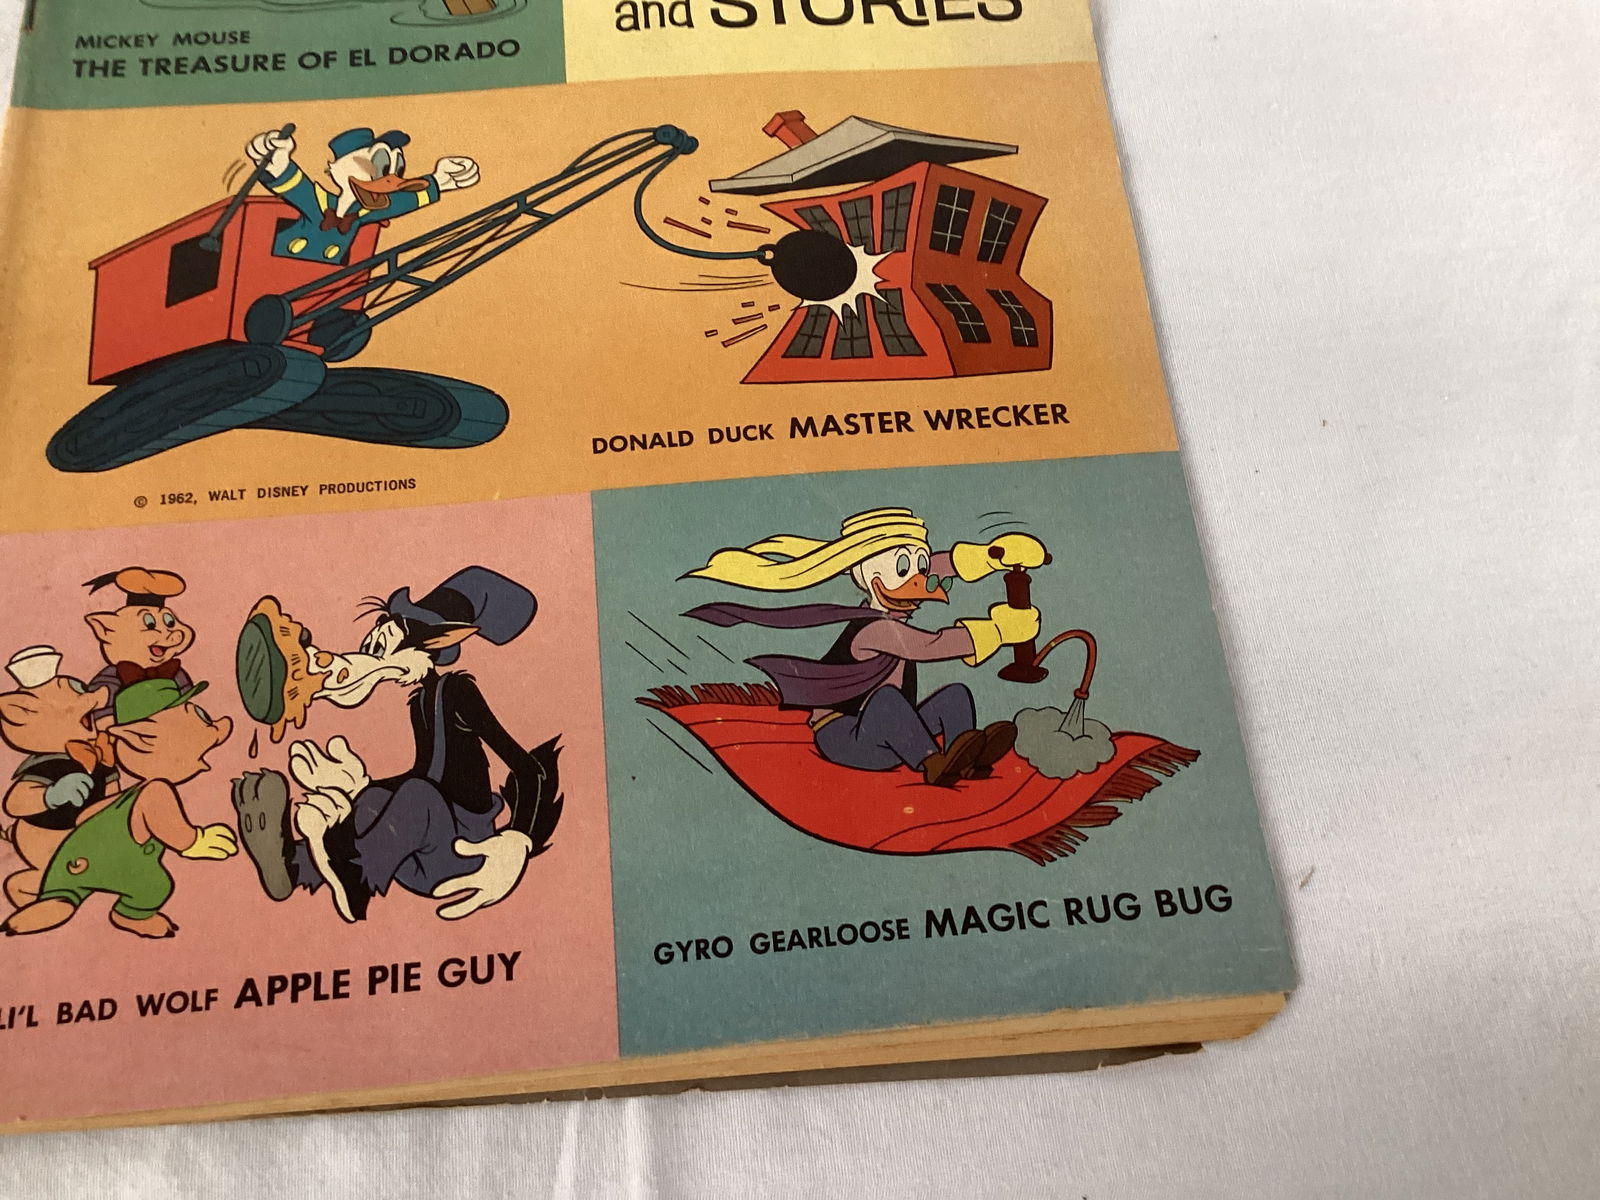 and STORIES
MICKEY MOUSE
THE TREASURE OF EL DORADO
DONALD DUCK MASTER WRECKER
© 1962, WALT DISNEY PRODUCTIONS
LI'L BAD WOLF APPLE PIE GUY
GYRO GEARLOOSE MAGIC RUG BUG